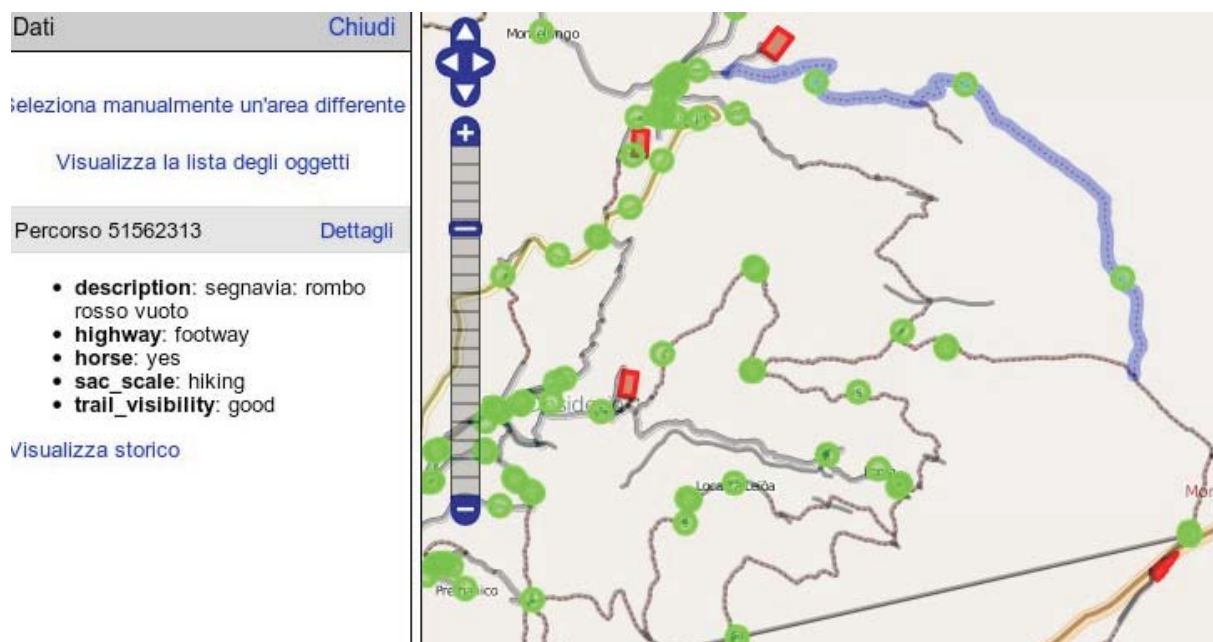 Dati
Chiudi
Seleziona manualmente un'area differente
Visualizza la lista degli oggetti
Percorso 51562313
Dettagli
• description: segnavia: rombo
rosso vuoto
• highway: footway
• horse: yes
• sac_scale: hiking
• trail_visibility: good
Visualizza storico
+
−